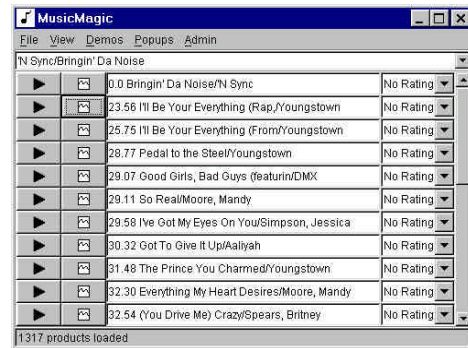 MusicMagic
File View Demos Popups Admin
'N Sync/Bringin' Da Noise
0.0 Bringin' Da Noise/'N Sync No Rating
23.56 I'll Be Your Everything (Rap,/Youngstown No Rating
25.75 I'll Be Your Everything (From/Youngstown No Rating
28.77 Pedal to the Steel/Youngstown No Rating
29.07 Good Girls, Bad Guys (featurin/DMX No Rating
29.11 So Real/Moore, Mandy No Rating
29.58 I've Got My Eyes On You/Simpson, Jessica No Rating
30.32 Got To Give It Up/Aaliyah No Rating
31.48 The Prince You Charmed/Youngstown No Rating
32.30 Everything My Heart Desires/Moore, Mandy No Rating
32.54 (You Drive Me) Crazy/Spears, Britney No Rating
1317 products loaded